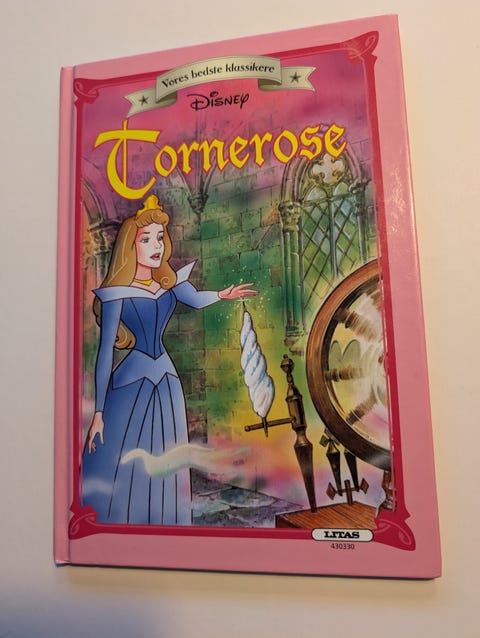 Vores bedste klassikere
Disney
Tornerose
LITAS
430330